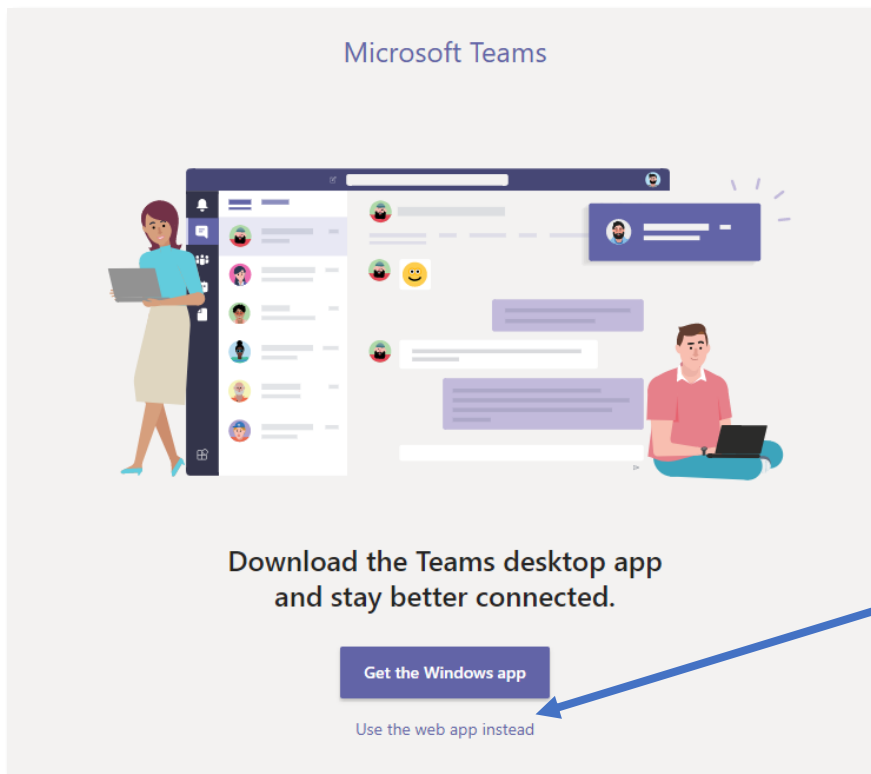 Microsoft Teams
Download the Teams desktop app
and stay better connected.
Get the Windows app
Use the web app instead